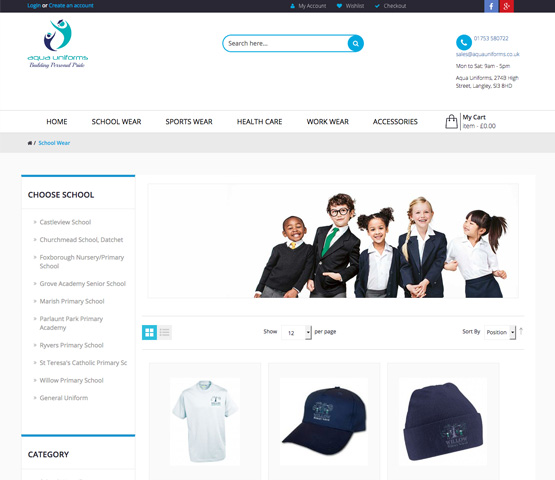 Login or Create an account
My Account
Wishlist
Checkout
f
g+
aqua uniforms
Building Personal Pride
Search here...
01753 580722
sales@aquauniforms.co.uk
Mon to Sat: 9am - 5pm
Aqua Uniforms, 274B High
Street, Langley, Sl3 8HD
HOME
SCHOOL WEAR
SPORTS WEAR
HEALTH CARE
WORK WEAR
ACCESSORIES
My Cart
item - £0.00
/ School Wear
CHOOSE SCHOOL
Castleview School
Churchmead School, Datchet
Foxborough Nursery/Primary
School
Grove Academy Senior School
Marish Primary School
Parlaunt Park Primary
Academy
Ryvers Primary School
St Teresa's Catholic Primary Sc
Willow Primary School
General Uniform
CATEGORY
Show 12 per page
Sort By Position
WILLOW
WILLOW